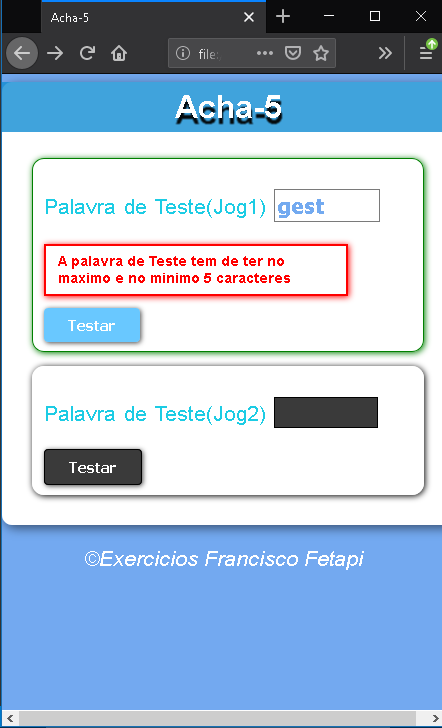 Acha-5
file:
Acha-5
Palavra de Teste(Jog1) gest
A palavra de Teste tem de ter no
maximo e no minimo 5 caracteres
Testar
Palavra de Teste(Jog2)
Testar
©Exercicios Francisco Fetapi